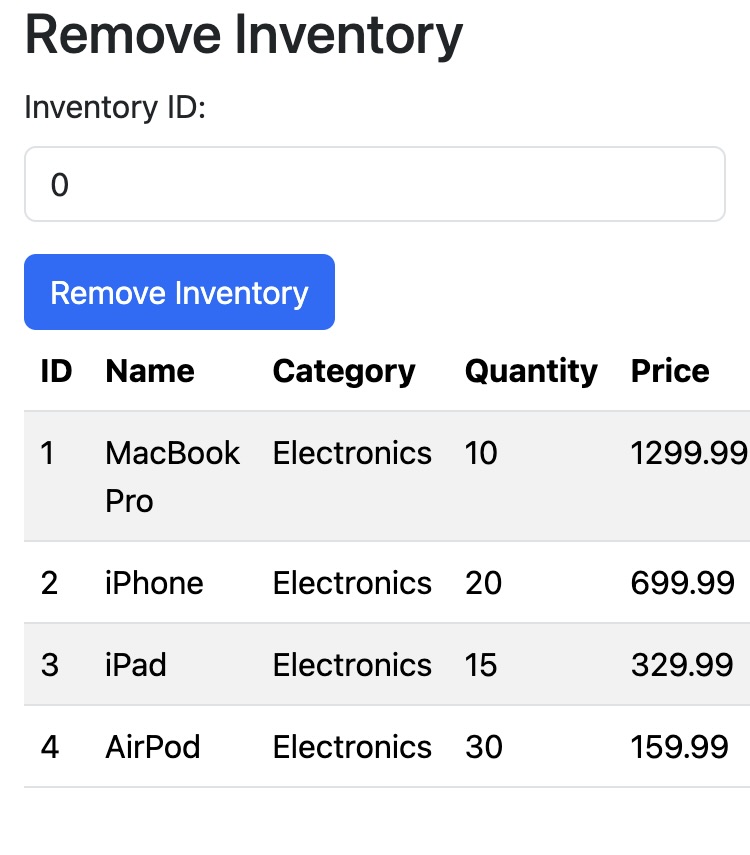 Remove Inventory
Inventory ID:
0
Remove Inventory
ID Name Category Quantity Price
1 MacBook Electronics 10 1299.99
Pro
2 iPhone Electronics 20 699.99
3 iPad Electronics 15 329.99
4 AirPod Electronics 30 159.99